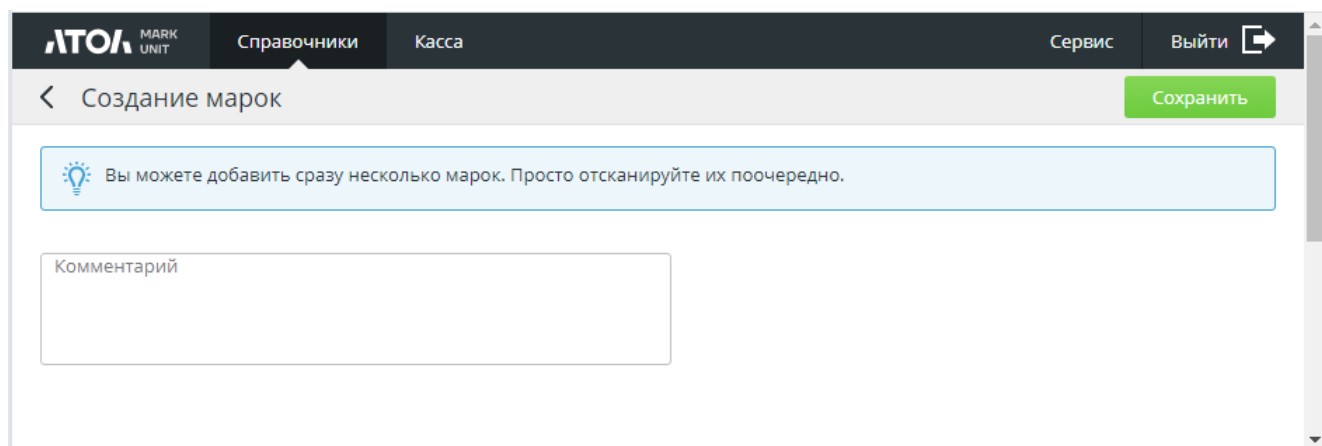 АТОЛ MARK UNIT Справочники Касса Сервис Выйти
Создание марок Сохранить
Вы можете добавить сразу несколько марок. Просто отсканируйте их поочередно.
Комментарий